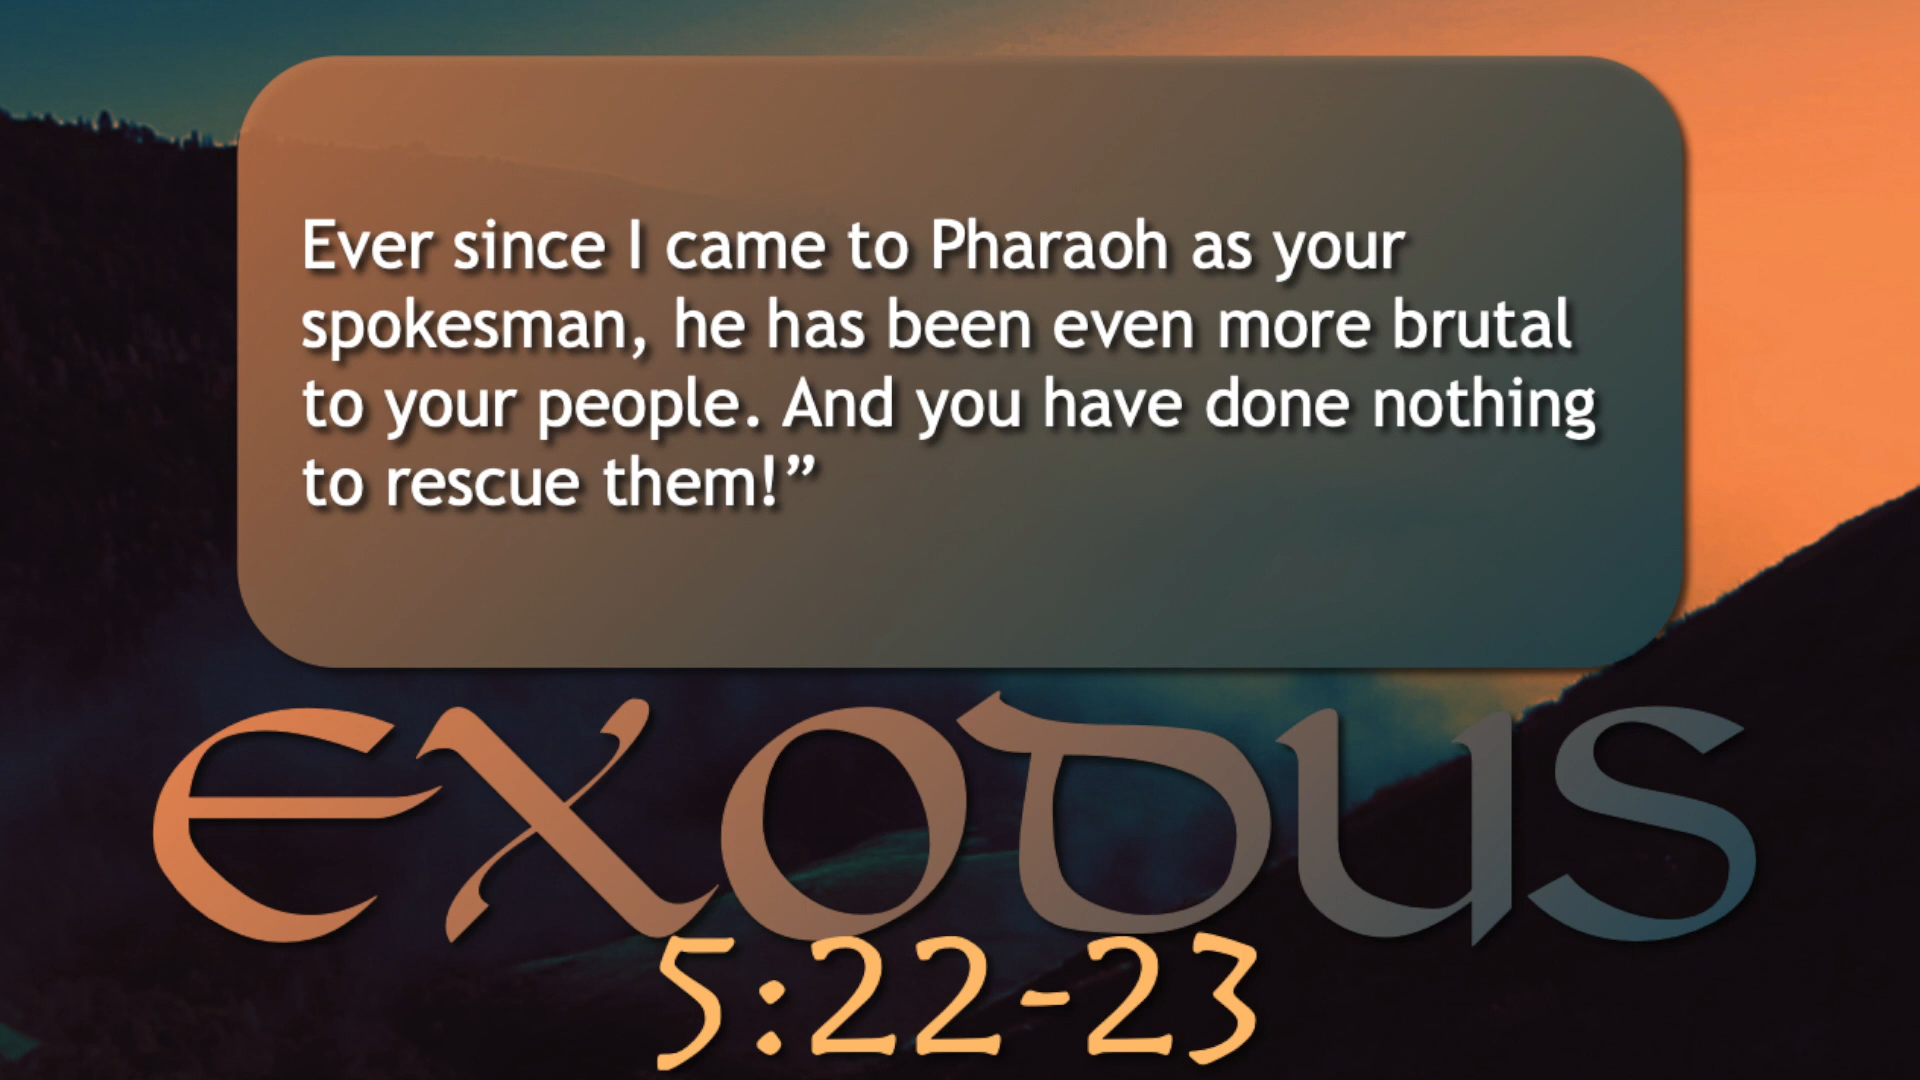 Ever since I came to Pharaoh as your
spokesman, he has been even more brutal
to your people. And you have done nothing
to rescue them!”
EXODUS
5:22-23